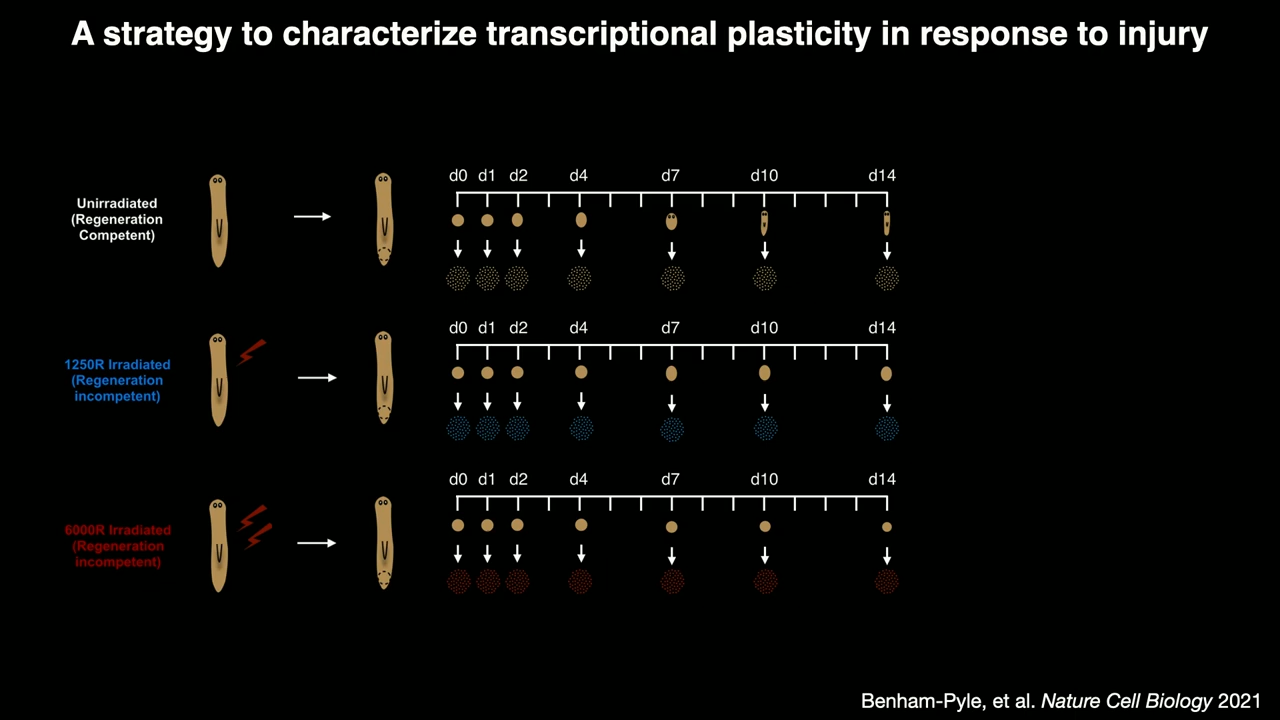 A strategy to characterize transcriptional plasticity in response to injury
d0 d1 d2 d4 d7 d10 d14
Unirradiated
(Regeneration
Competent)
d0 d1 d2 d4 d7 d10 d14
1250R Irradiated
(Regeneration
incompetent)
d0 d1 d2 d4 d7 d10 d14
6000R Irradiated
(Regeneration
incompetent)
Benham-Pyle, et al. Nature Cell Biology 2021